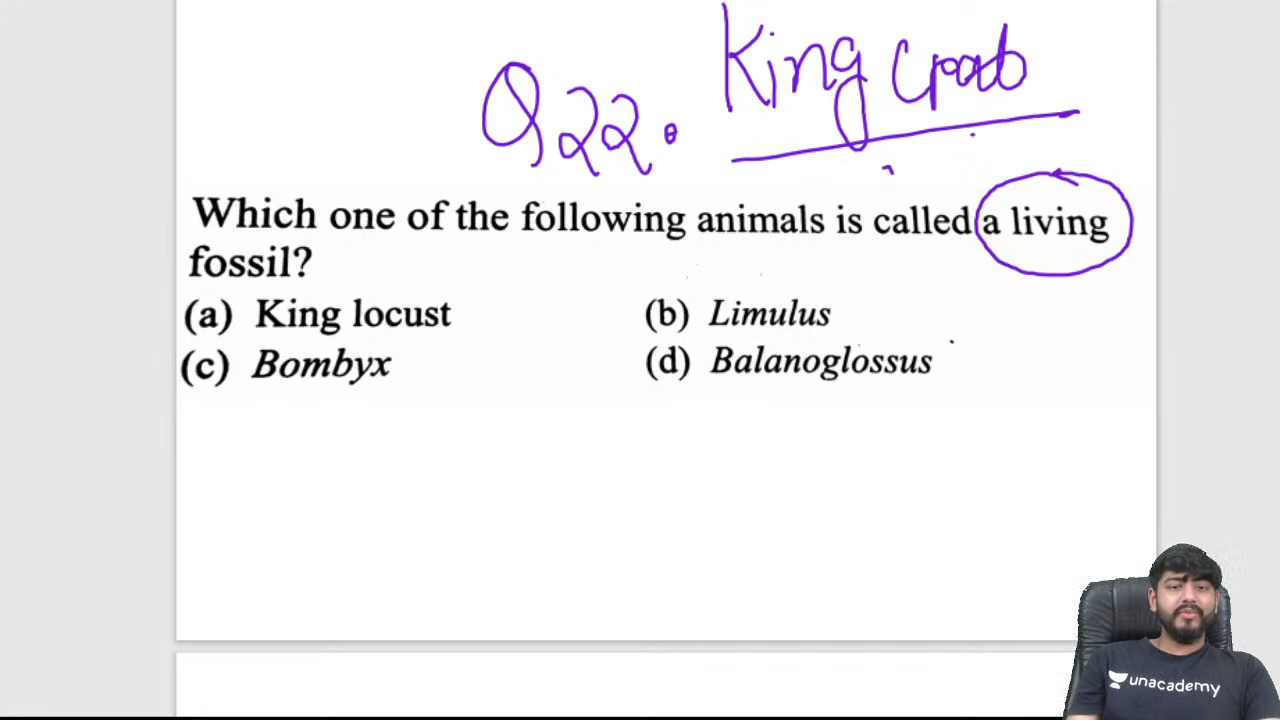 King Crab
Q22.
Which one of the following animals is called a living
fossil?
(a) King locust (b) Limulus
(c) Bombyx (d) Balanoglossus
unacademy